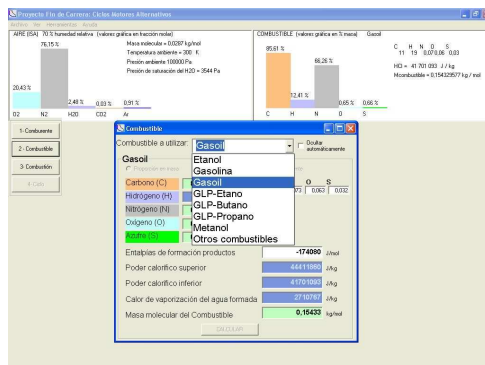 Proyecto Fin de Carrera: Ciclos Motores Alternativos
Archivo Ver Herramientas Ayuda
AIRE (ISA) 70 % humedad relativa (valores gráfica en fracción molar)
76,15 %
20,43 %
2,48 %
0,03 %
0,91 %
O2 N2 H2O CO2 Ar
Masa molecular = 0,0287 kg/mol
Temperatura ambiente = 300 K
Presión ambiente 100000 Pa
Presión de saturación del H2O = 3544 Pa
COMBUSTIBLE (valores gráfica en % masa) Gasoil
85,61 %
12,41 %
66,26 %
0,65 %
0,66 %
C H N O S
C H N O S
11 19 0,07 0,06 0,03
HCi = 41 701 093 J / kg
Mcombustible = 0,154329577 kg / mol
1- Comburente
2 - Combustible
3- Combustión
4- Ciclo
Combustible
Combustible a utilizar:
Gasoil
Ocultar automáticamente
Etanol
Gasolina
Gasoil
GLP-Etano
GLP-Butano
GLP-Propano
Metanol
Otros combustibles
Gasoil
Carbono (C)
Hidrógeno (H)
Nitrógeno (N)
Oxígeno (O)
Azufre (S)
O S
073 0,063 0,032
Entalpías de formación productos -174080 J/mol
Poder calorífico superior 44411860 J/kg
Poder calorífico inferior 41701093 J/kg
Calor de vaporización del agua formada 2710767 J/kg
Masa molecular del Combustible 0,15433 kg/mol
CALCULAR